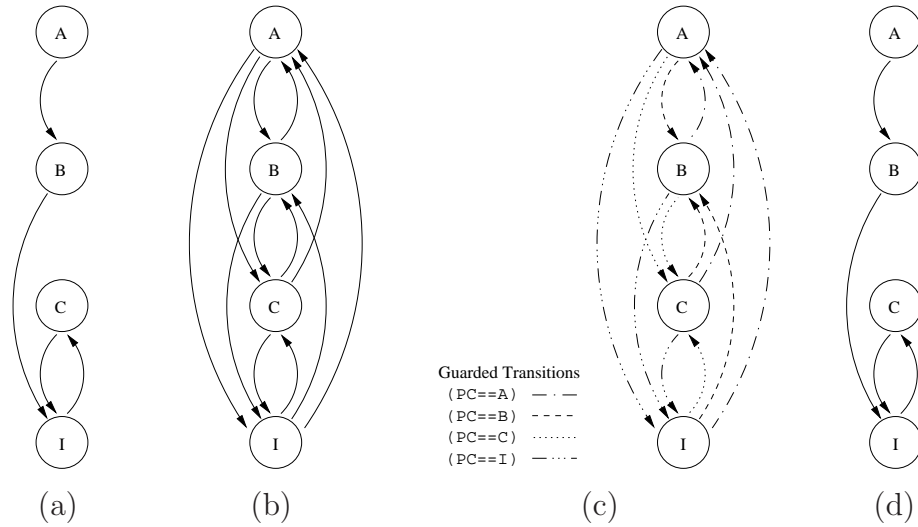 A
B
C
I
(a)
A
B
C
I
(b)
A
B
C
I
Guarded Transitions
(PC==A)
(PC==B)
(PC==C)
(PC==I)
(c)
A
B
C
I
(d)